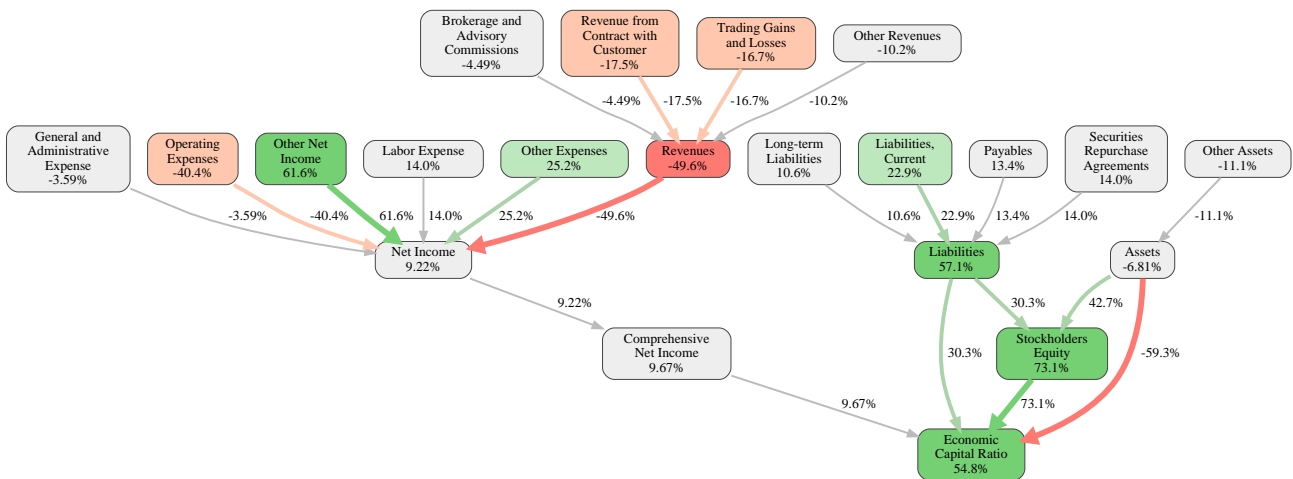 Brokerage and
Advisory
Commissions
-4.49%
Revenue from
Contract with
Customer
-17.5%
Trading Gains
and Losses
-16.7%
Other Revenues
-10.2%
-4.49%
-17.5%
-16.7%
-10.2%
General and
Administrative
Expense
-3.59%
Operating
Expenses
-40.4%
Other Net
Income
61.6%
Labor Expense
14.0%
Other Expenses
25.2%
Revenues
-49.6%
Long-term
Liabilities
10.6%
Liabilities,
Current
22.9%
Payables
13.4%
Securities
Repurchase
Agreements
14.0%
Other Assets
-11.1%
-3.59%
-40.4%
61.6%
14.0%
25.2%
-49.6%
10.6%
22.9%
13.4%
14.0%
-11.1%
Net Income
9.22%
Liabilities
57.1%
Assets
-6.81%
9.22%
30.3%
42.7%
Comprehensive
Net Income
9.67%
30.3%
Stockholders
Equity
73.1%
-59.3%
9.67%
73.1%
Economic
Capital Ratio
54.8%